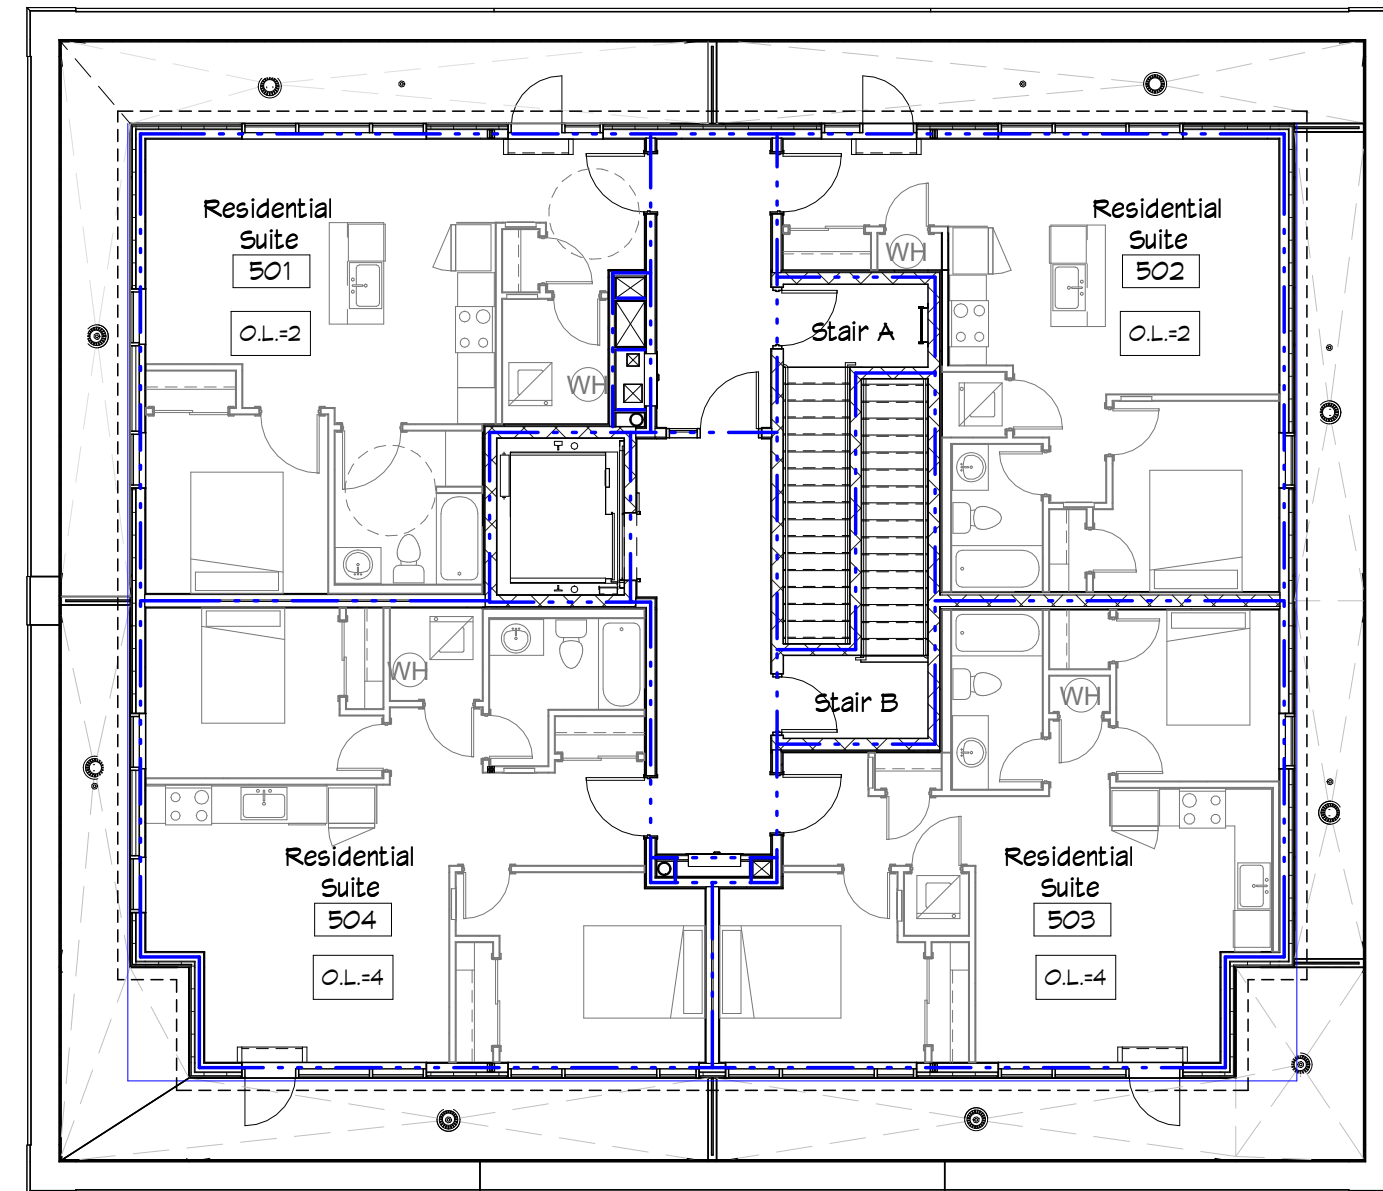 Residential
Suite
501
O.L.=2
WH
Residential
Suite
502
O.L.=2
WH
Stair A
WH
Stair B
WH
Residential
Suite
504
O.L.=4
Residential
Suite
503
O.L.=4